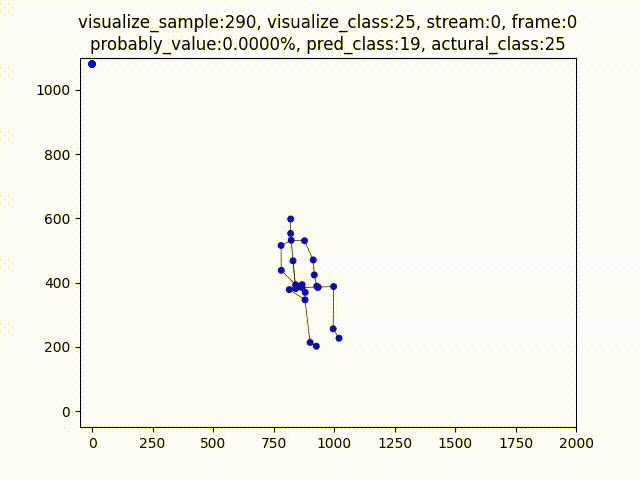 visualize_sample:290, visualize_class:25, stream:0, frame:0
probably_value:0.0000%, pred_class:19, actural_class:25
1000
800
600
400
200
0
0 250 500 750 1000 1250 1500 1750 2000